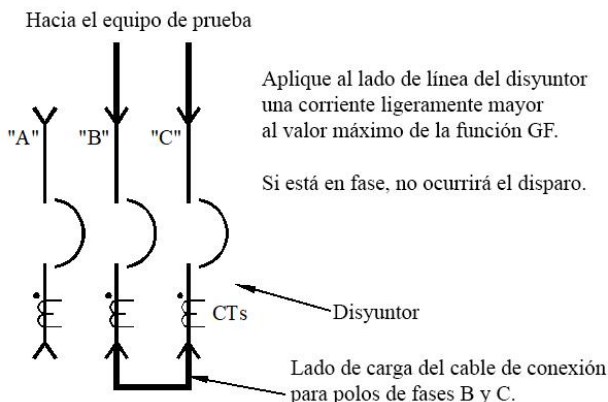 Hacia el equipo de prueba
Aplique al lado de línea del disyuntor
una corriente ligeramente mayor
al valor máximo de la función GF.
"A" "B" "C"
Si está en fase, no ocurrirá el disparo.
CTs
Disyuntor
Lado de carga del cable de conexión
para polos de fases B y C.